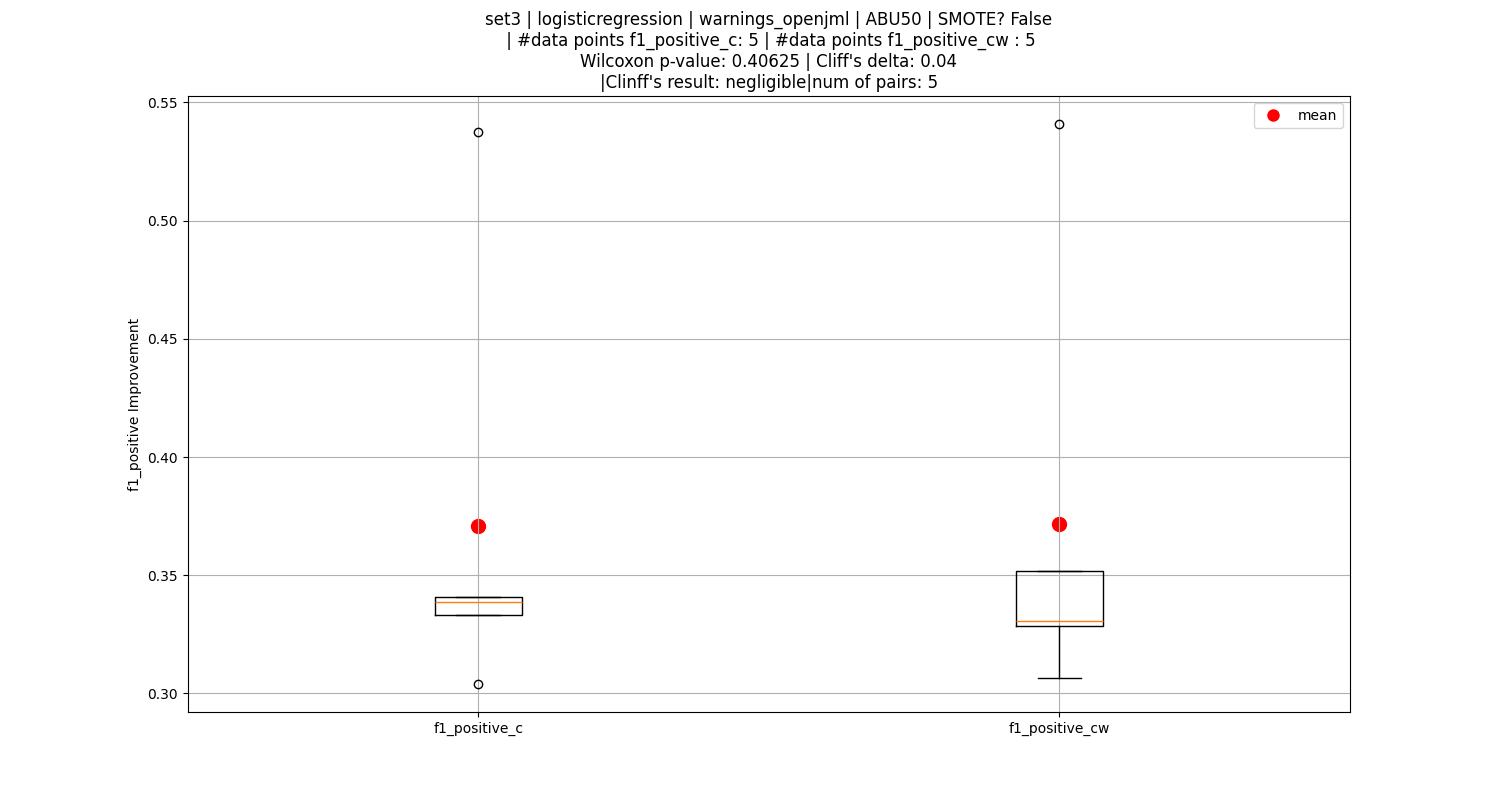 set3 | logisticregression | warnings_openjml | ABU50 | SMOTE? False
| #data points f1_positive_c: 5 | #data points f1_positive_cw : 5
Wilcoxon p-value: 0.40625 | Cliff's delta: 0.04
|Clinff's result: negligible|num of pairs: 5
mean
0.55
0.50
0.45
0.40
0.35
0.30
f1_positive Improvement
f1_positive_c
f1_positive_cw